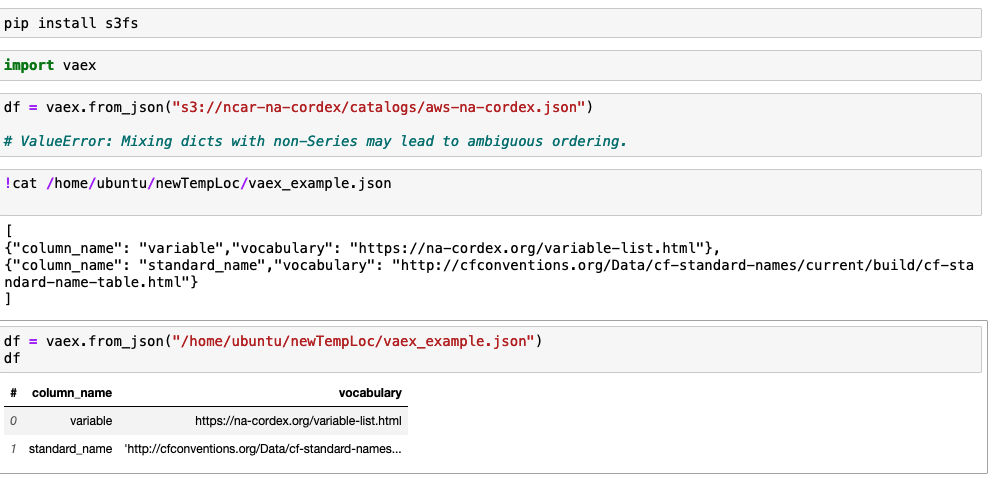 pip install s3fs
import vaex
df = vaex.from_json("s3://ncar-na-cordex/catalogs/aws-na-cordex.json")
# ValueError: Mixing dicts with non-Series may lead to ambiguous ordering.
!cat /home/ubuntu/newTempLoc/vaex_example.json
[
{"column_name": "variable","vocabulary": "https://na-cordex.org/variable-list.html"},
{"column_name": "standard_name","vocabulary": "http://cfconventions.org/Data/cf-standard-names/current/build/cf-sta
ndard-name-table.html"}
]
df = vaex.from_json("/home/ubuntu/newTempLoc/vaex_example.json")
df
# column_name vocabulary
0 variable https://na-cordex.org/variable-list.html
1 standard_name 'http://cfconventions.org/Data/cf-standard-names...